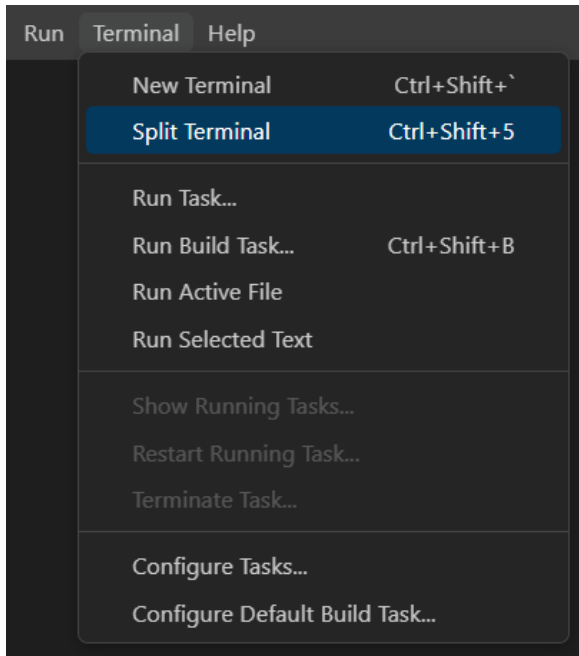 Run Terminal Help
New Terminal Ctrl+Shift+`
Split Terminal Ctrl+Shift+5
Run Task...
Run Build Task... Ctrl+Shift+B
Run Active File
Run Selected Text
Show Running Tasks...
Restart Running Task...
Terminate Task...
Configure Tasks...
Configure Default Build Task...